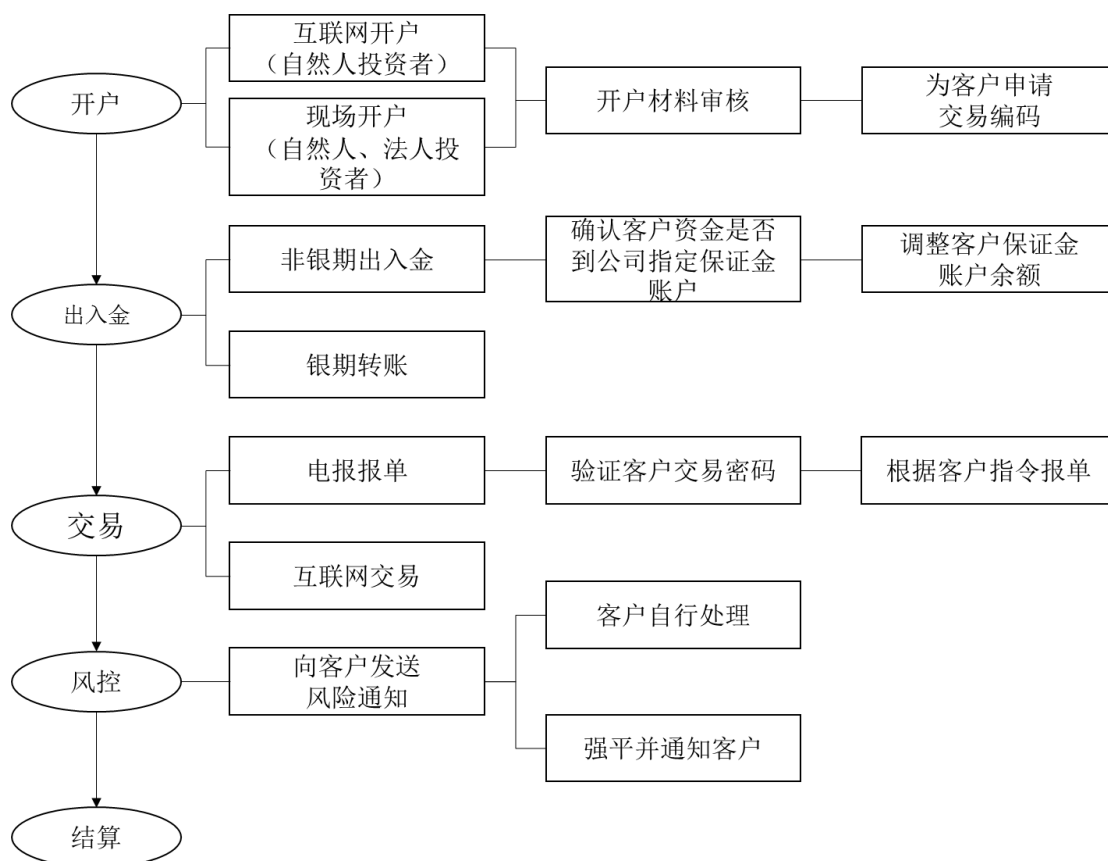 互联网开户
（自然人投资者）
开户
现场开户
（自然人、法人投
资者）
开户材料审核
为客户申请
交易编码
出入金
非银期出入金
确认客户资金是否
到公司指定保证金
账户
调整客户保证金
账户余额
银期转账
交易
电报报单
验证客户交易密码
根据客户指令报单
互联网交易
风控
向客户发送
风险通知
客户自行处理
强平并通知客户
结算